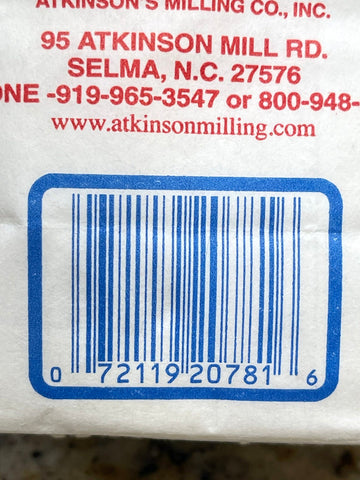 ATKINSON'S MILLING CO., INC.
95 ATKINSON MILL RD.
SELMA, N.C. 27576
ONE -919-965-3547 or 800-948-
www.atkinsonmilling.com
0 72119 20781 6